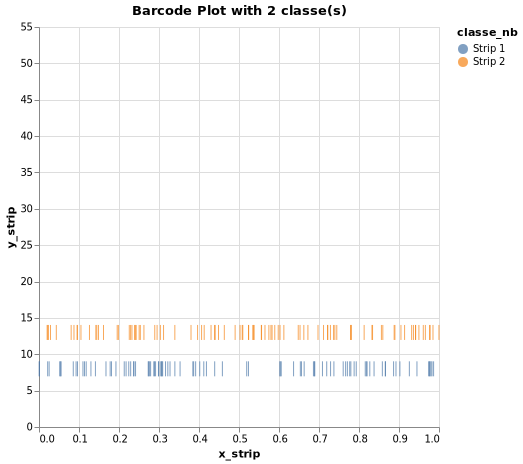 Barcode Plot with 2 classe(s)
classe_nb
Strip 1
Strip 2
y_strip
55
50
45
40
35
30
25
20
15
10
5
0
0.0 0.1 0.2 0.3 0.4 0.5 0.6 0.7 0.8 0.9 1.0
x_strip